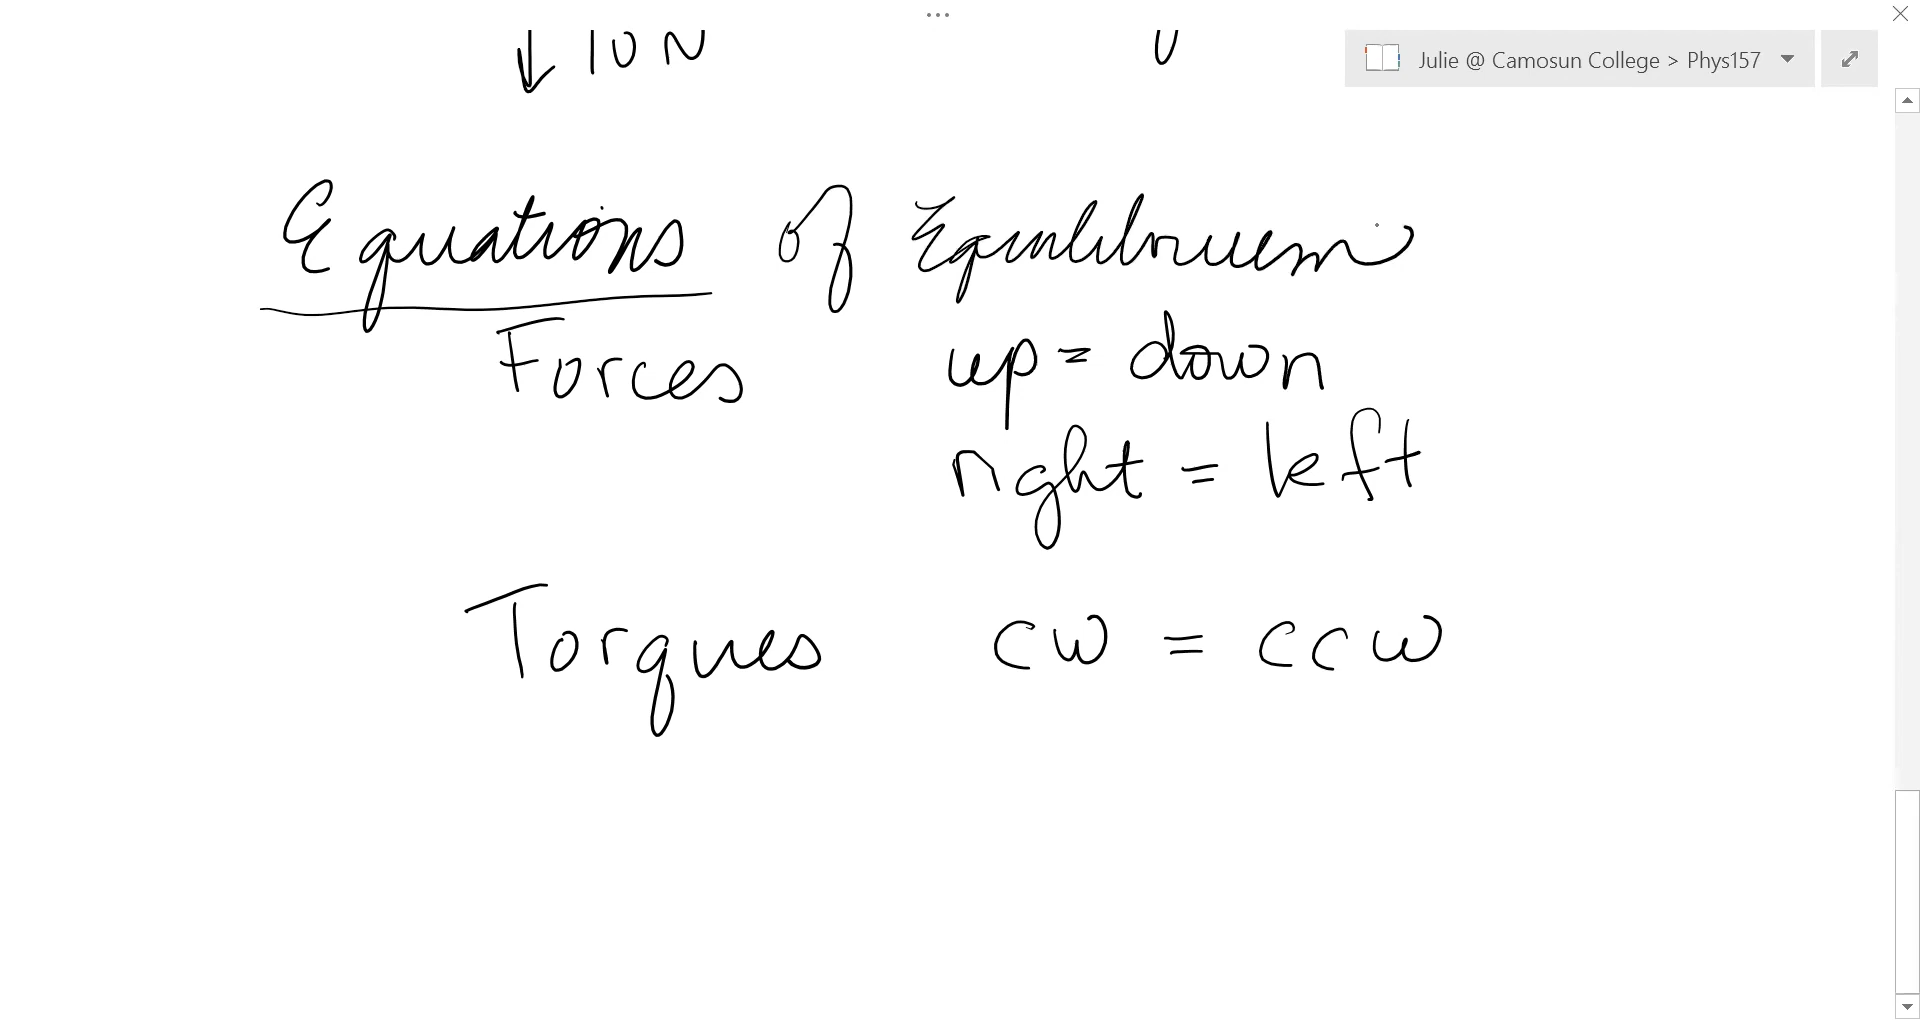 ↓ 10 N
Julie @ Camosun College > Phys157
Equations of Equilibrium
Forces up = down
right = left
Torques cw = ccw